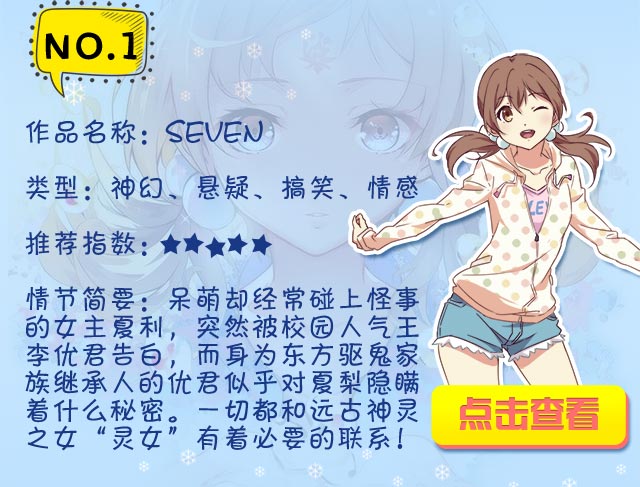 NO.1
作品名称：SEVEN
类型：神幻、悬疑、搞笑、情感
推荐指数：★★★★★
情节简要：呆萌却经常碰上怪事
的女主夏利，突然被校园人气王
李优君告白，而身为东方驱鬼家
族继承人的优君似乎对夏梨隐瞒
着什么秘密。一切都和远古神灵
之女“灵女”有着必要的联系！
点击查看